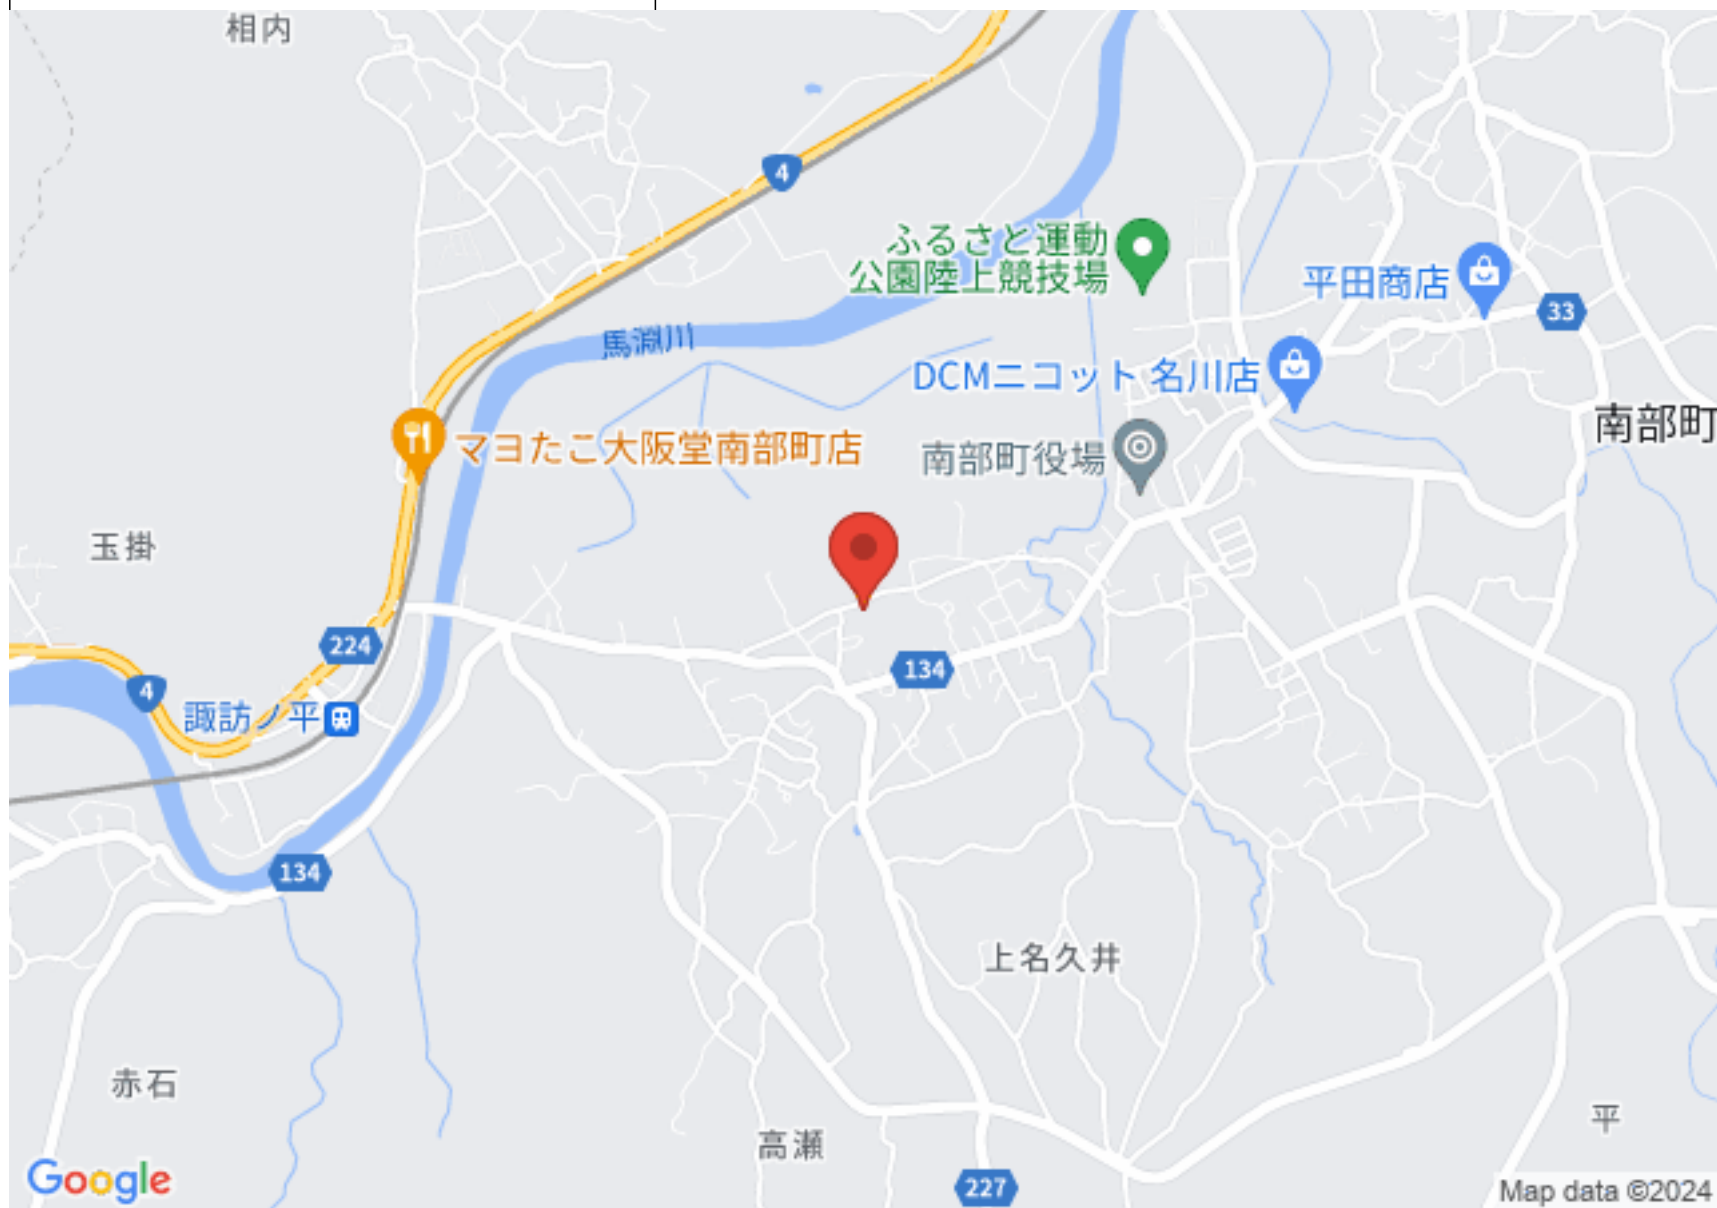 相内
4
ふるさと運動
公園陸上競技場
平田商店
33
馬淵川
DCMニコット 名川店
南部町
マヨたこ大阪堂南部町店
南部町役場
玉掛
224
134
4
諏訪ノ平
134
上名久井
赤石
平
高瀬
Google
227
Map data ©2024